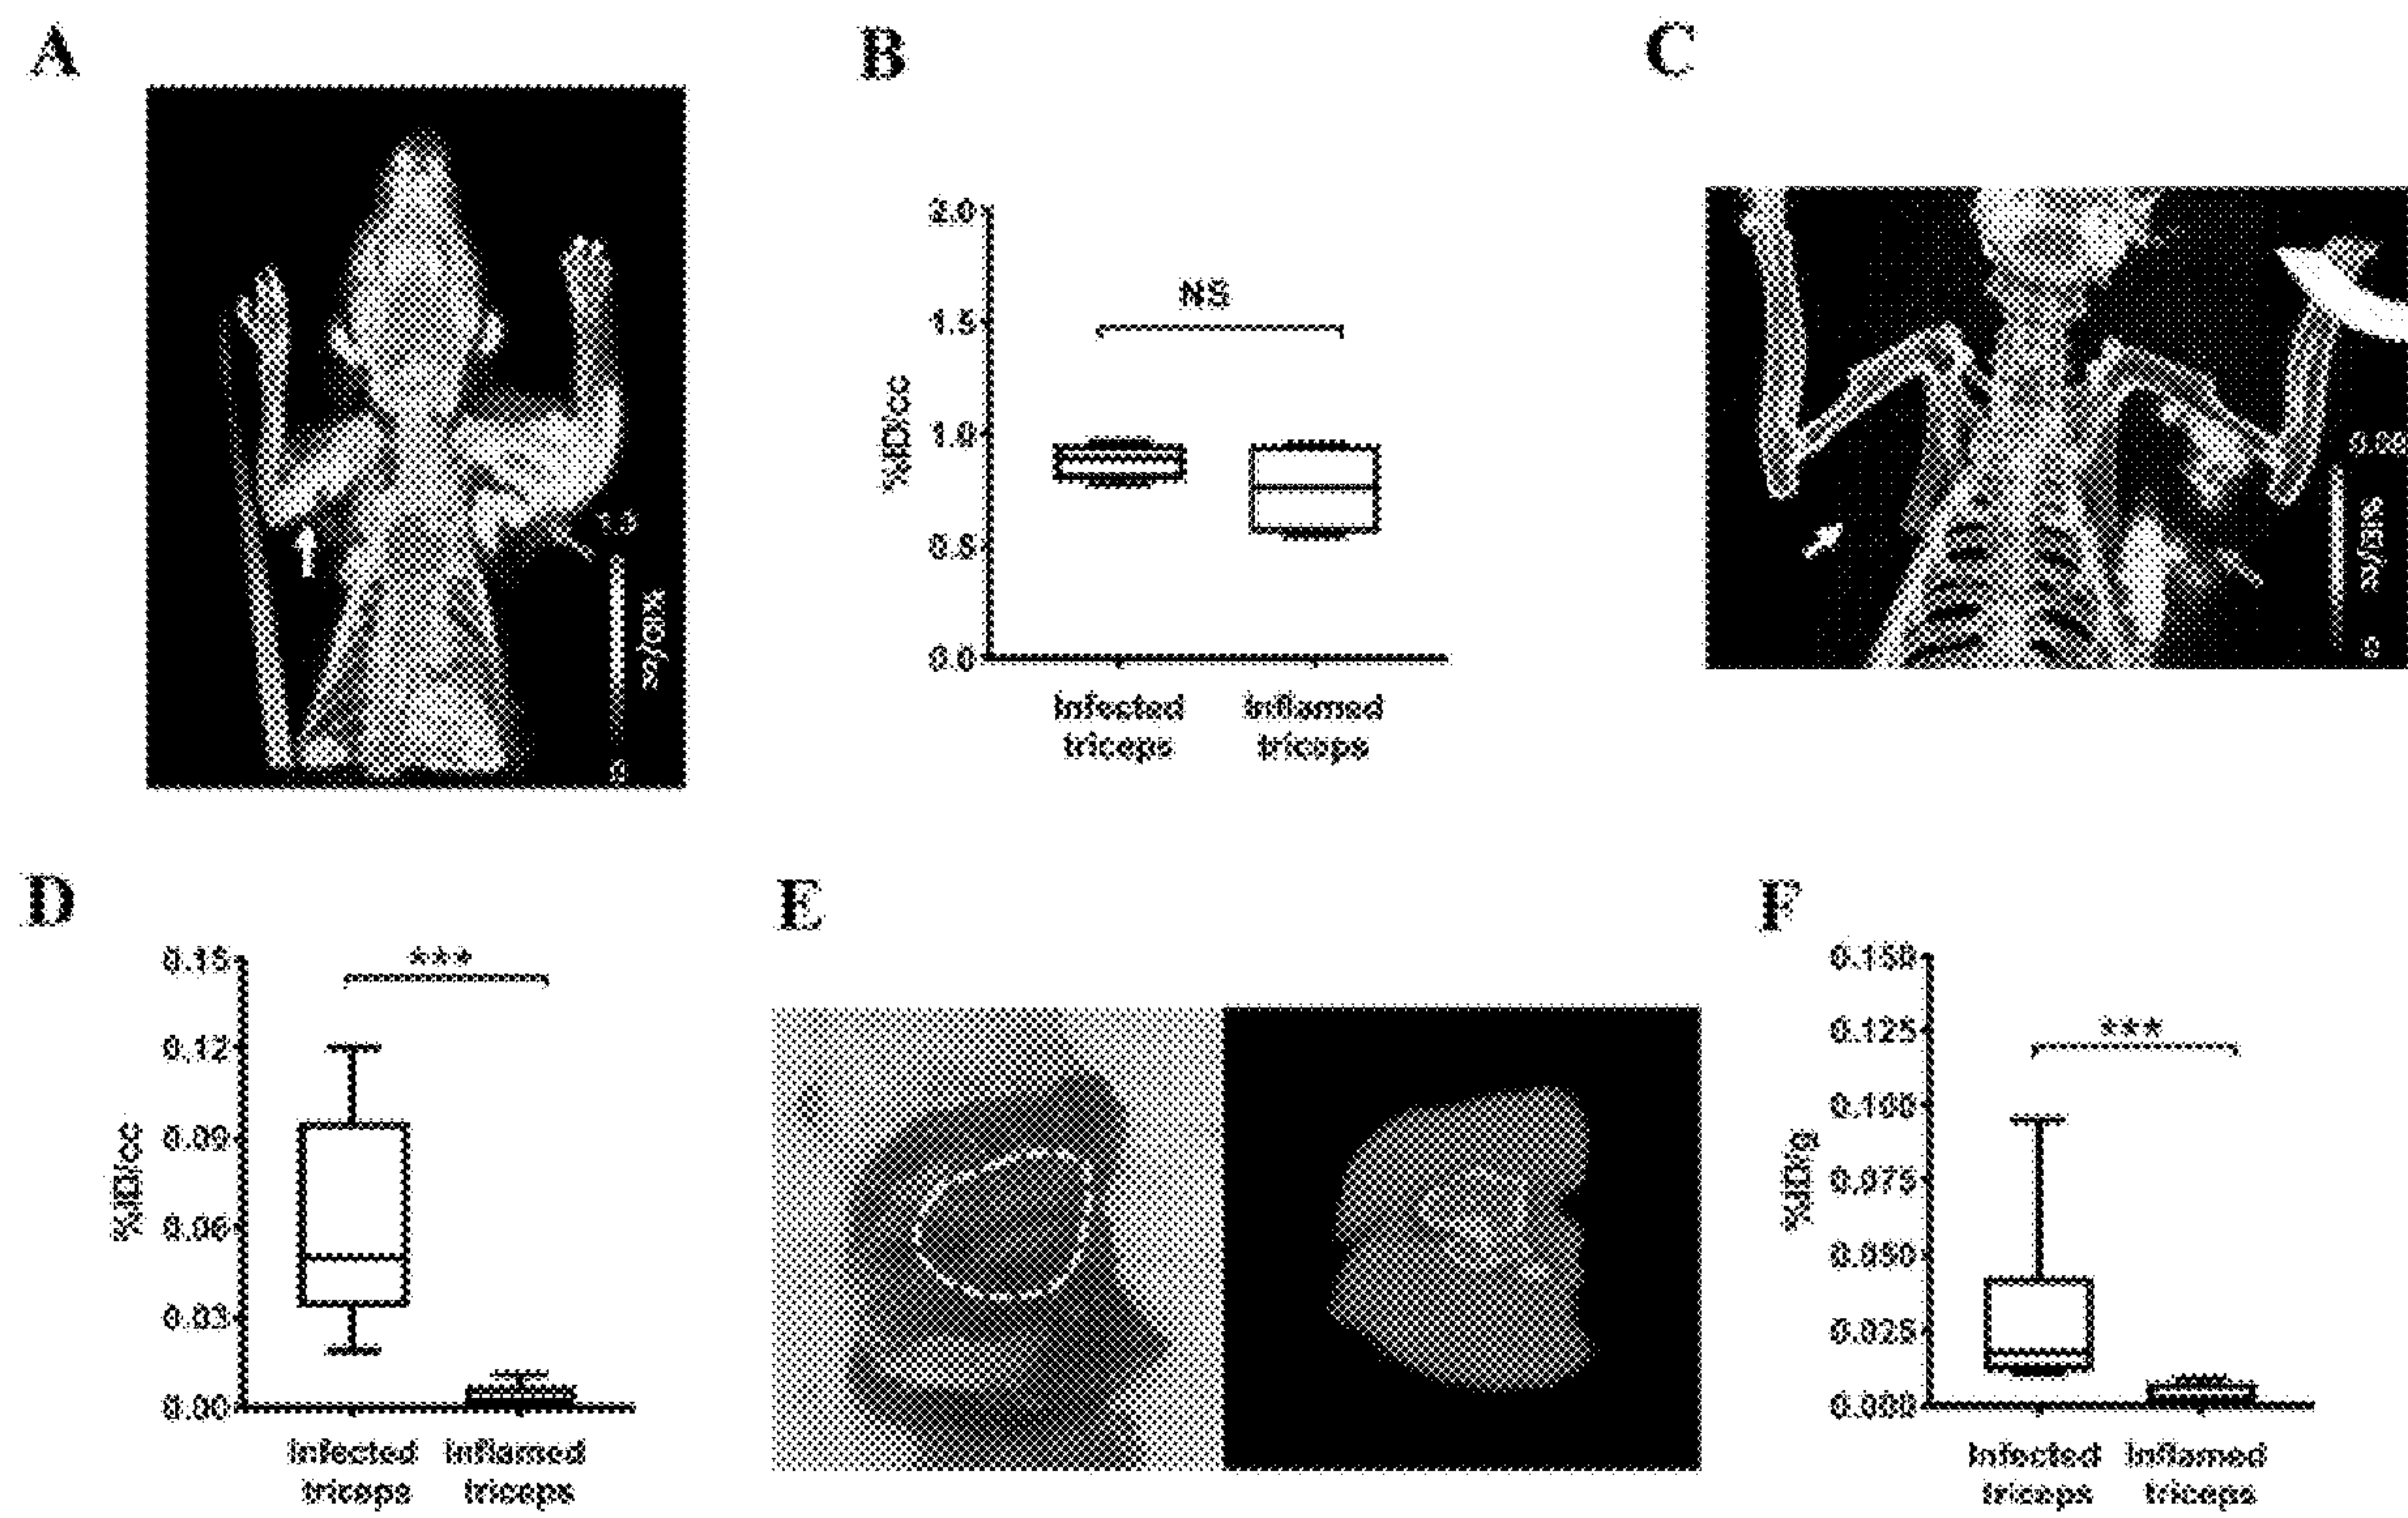 A
B
C
2.0
1.5
1.0
0.5
0.0
%ID/cc
NS
Infected
triceps
Inflamed
triceps
%ID/cc
0
%ID/cc
0
D
E
F
0.15
0.12
0.09
0.06
0.03
0.00
%ID/cc
***
Infected
triceps
Inflamed
triceps
0.150
0.125
0.100
0.075
0.050
0.025
0.000
%ID/g
***
Infected
triceps
Inflamed
triceps